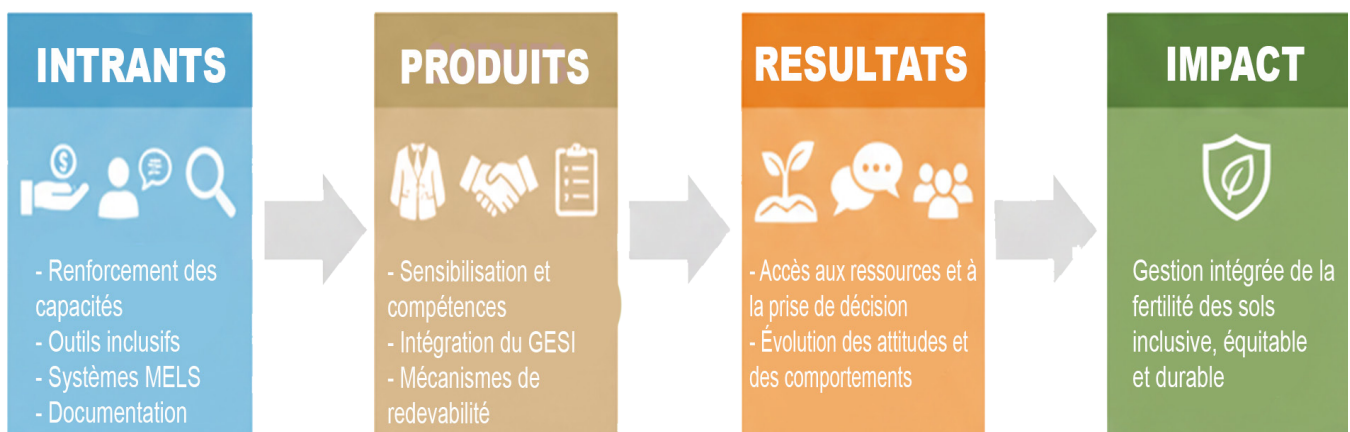 INTRANTS
- Renforcement des
capacités
- Outils inclusifs
- Systèmes MELS
- Documentation
PRODUITS
- Sensibilisation et
compétences
- Intégration du GESI
- Mécanismes de
redevabilité
RESULTATS
- Accès aux ressources et à
la prise de décision
- Évolution des attitudes et
des comportements
IMPACT
Gestion intégrée de la
fertilité des sols
inclusive, équitable
et durable